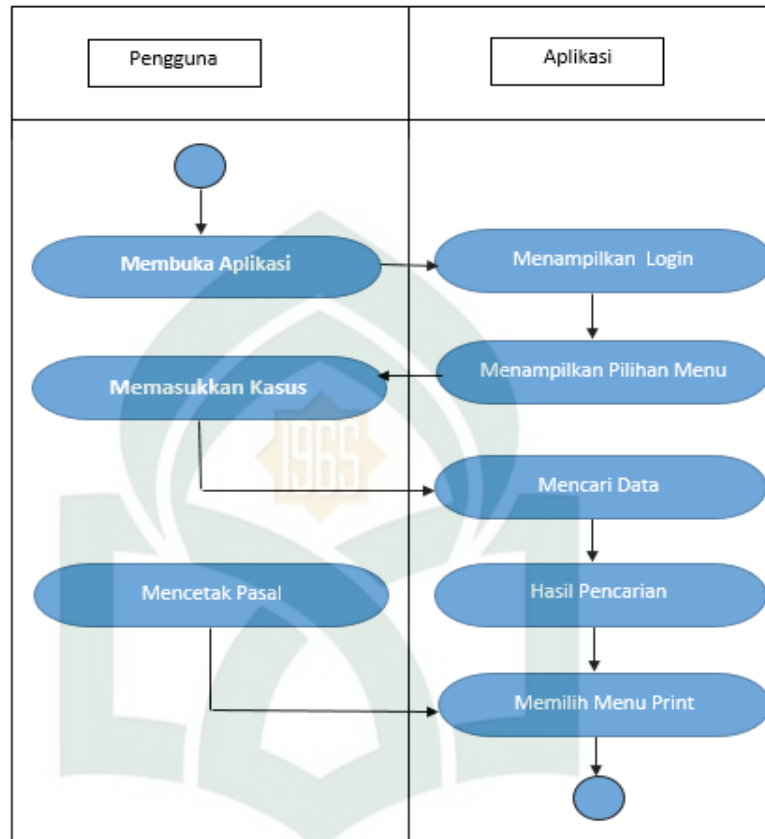 Pengguna
Aplikasi
Membuka Aplikasi
Menampilkan Login
Menampilkan Pilihan Menu
Memasukkan Kasus
1965
Mencari Data
Mencetak Pasal
Hasil Pencarian
Memilih Menu Print